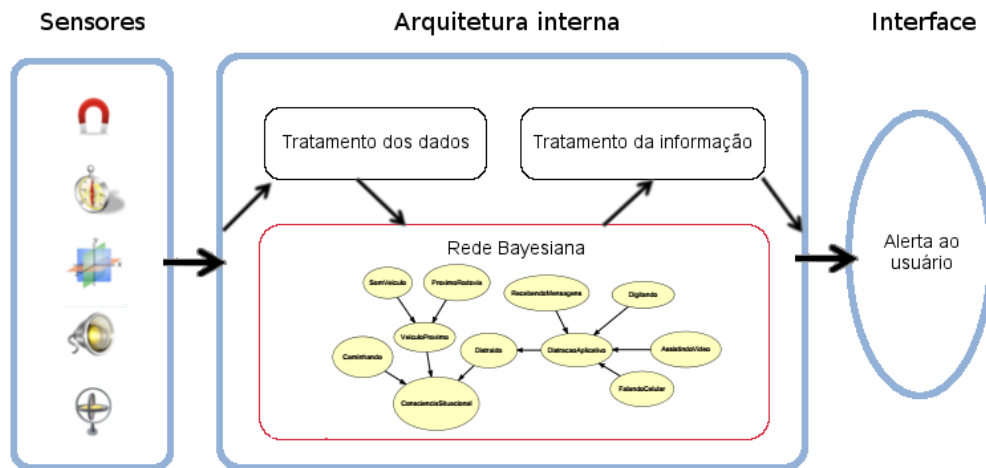 Sensores
Arquitetura interna
Interface
Tratamento dos dados
Tratamento da informação
Rede Bayesiana
SomVeiculo
ProximoRodovia
RecebendoMensagens
Digitando
VeiculoProximo
Caminhando
Distraido
DistracaoAplicativo
AssistindoVideo
FalandoCelular
ConscienciaSituacional
Alerta ao
usuário